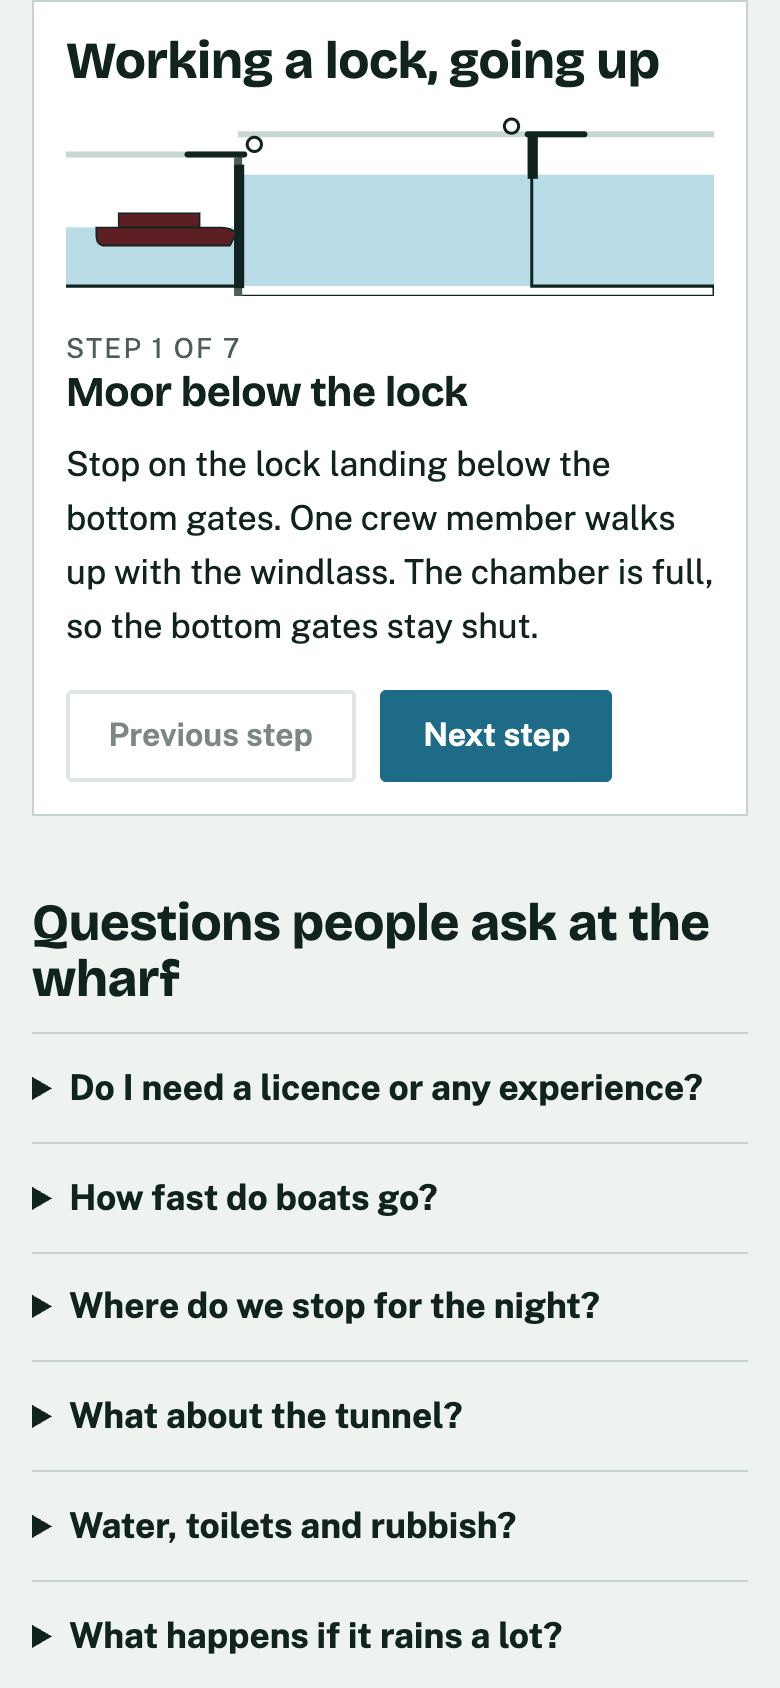 Working a lock, going up
STEP 1 OF 7
Moor below the lock
Stop on the lock landing below the
bottom gates. One crew member walks
up with the windlass. The chamber is full,
so the bottom gates stay shut.
Previous step
Next step
Questions people ask at the
wharf
Do I need a licence or any experience?
How fast do boats go?
Where do we stop for the night?
What about the tunnel?
Water, toilets and rubbish?
What happens if it rains a lot?